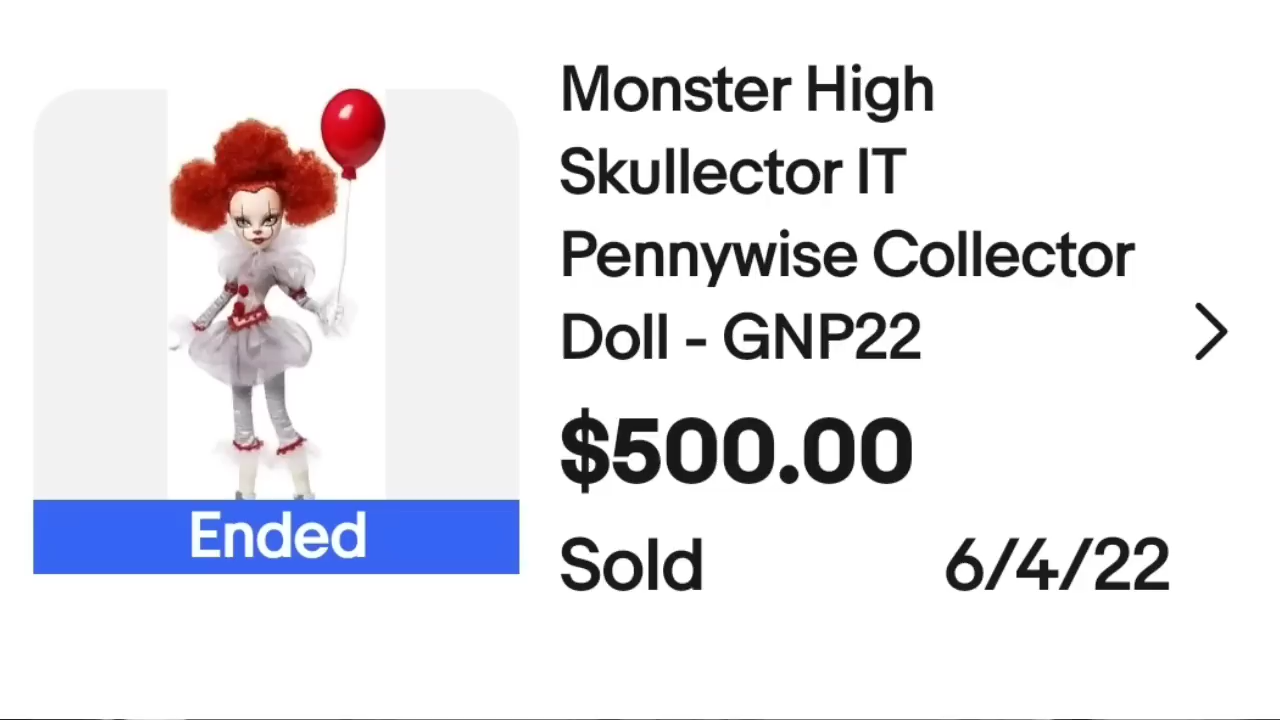 Monster High
Skullector IT
Pennywise Collector
Doll - GNP22
$500.00
Ended
Sold 6/4/22